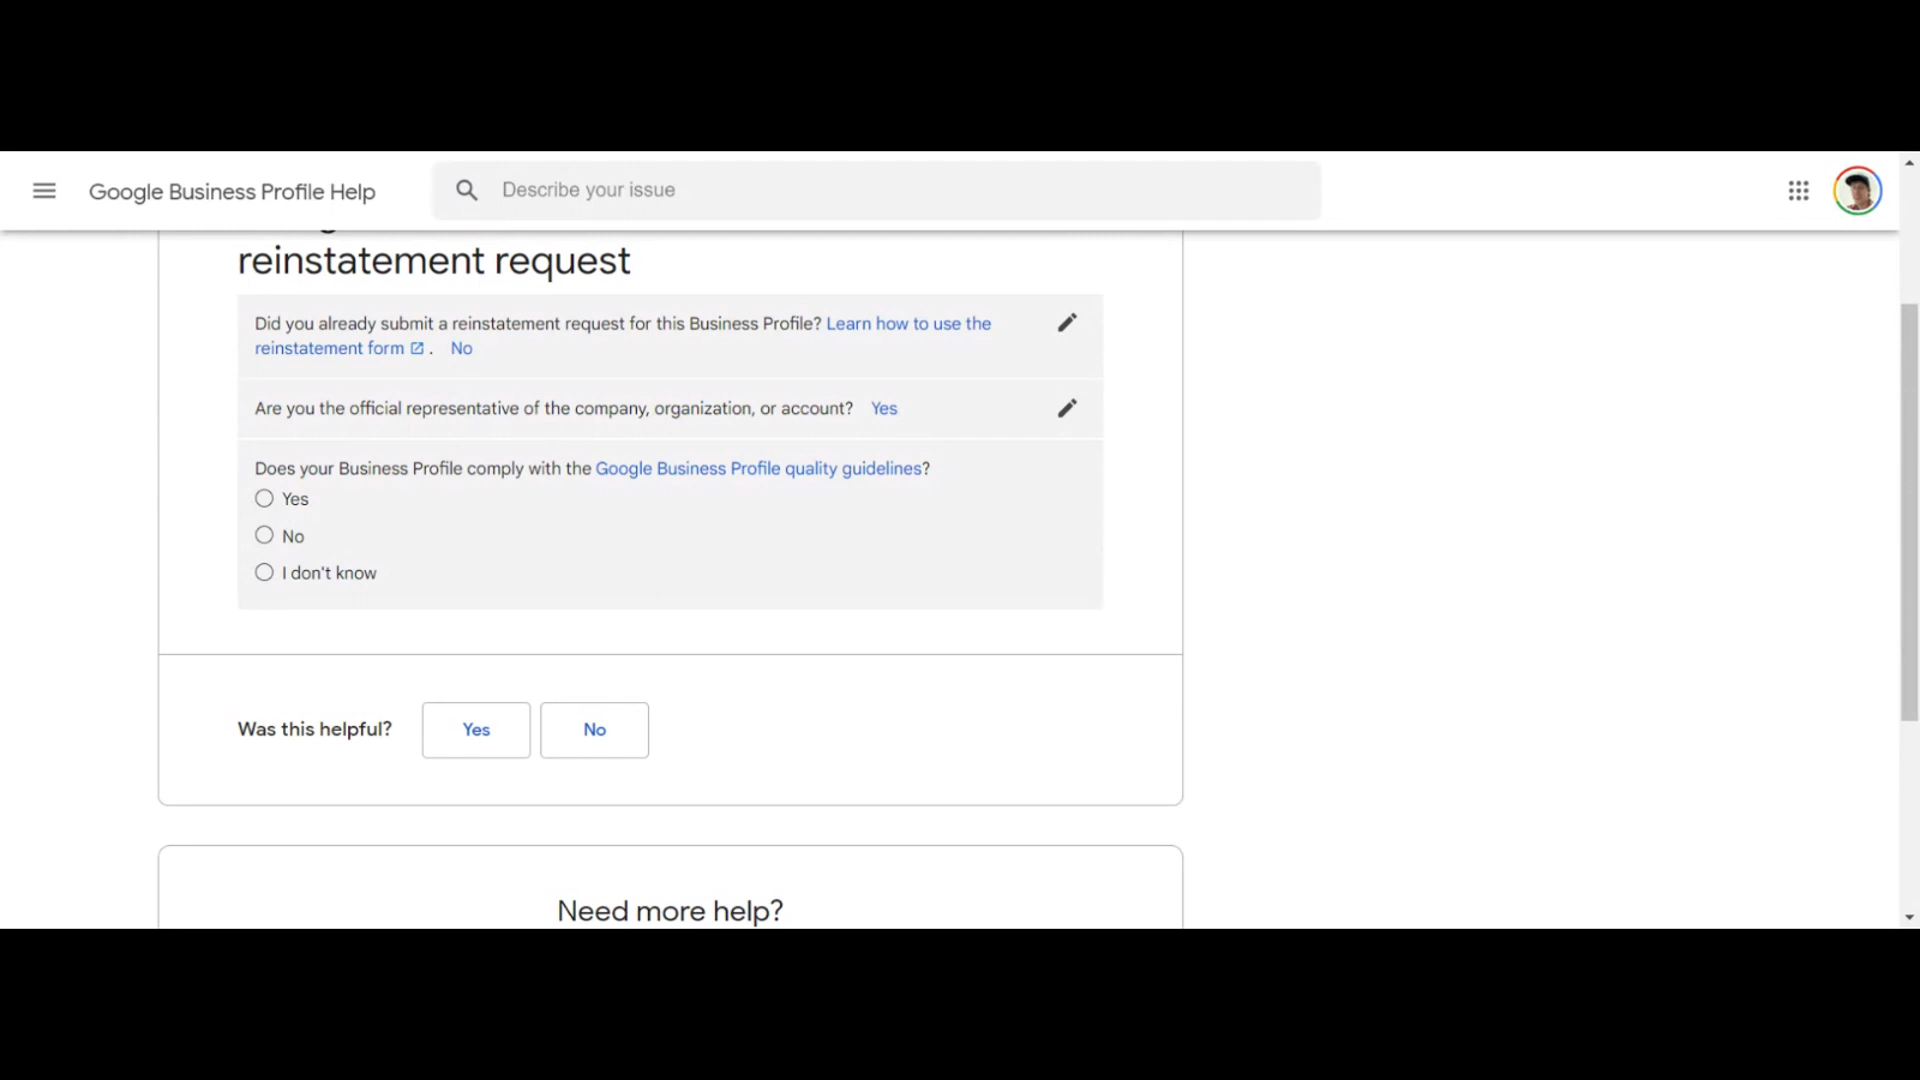 Google Business Profile Help
Describe your issue
reinstatement request
Did you already submit a reinstatement request for this Business Profile? Learn how to use the
reinstatement form . No
Are you the official representative of the company, organization, or account? Yes
Does your Business Profile comply with the Google Business Profile quality guidelines?
Yes
No
I don't know
Was this helpful? Yes No
Need more help?